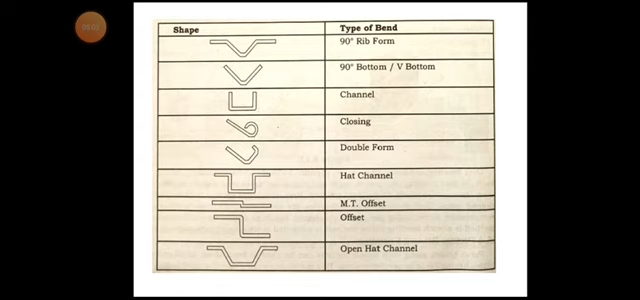 Shape Type of Bend
90° Rib Form
90° Bottom / V Bottom
Channel
Closing
Double Form
Hat Channel
M.T. Offset
Offset
Open Hat Channel